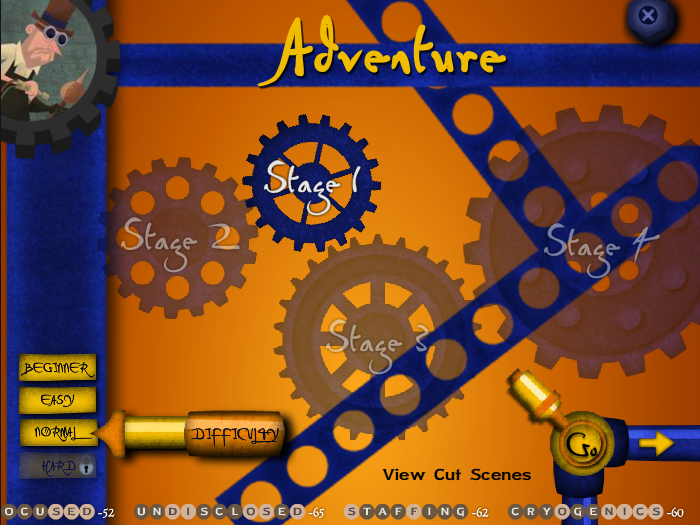 Adventure
Stage 1
Stage 2
Stage 4
Stage 3
BEGINNER
EASY
NORMAL
DIFFICULTY
HARD
Go
View Cut Scenes
OCUSED -52 UNDISCLOSED -65 STAFFING -62 CRYOGENICS -60